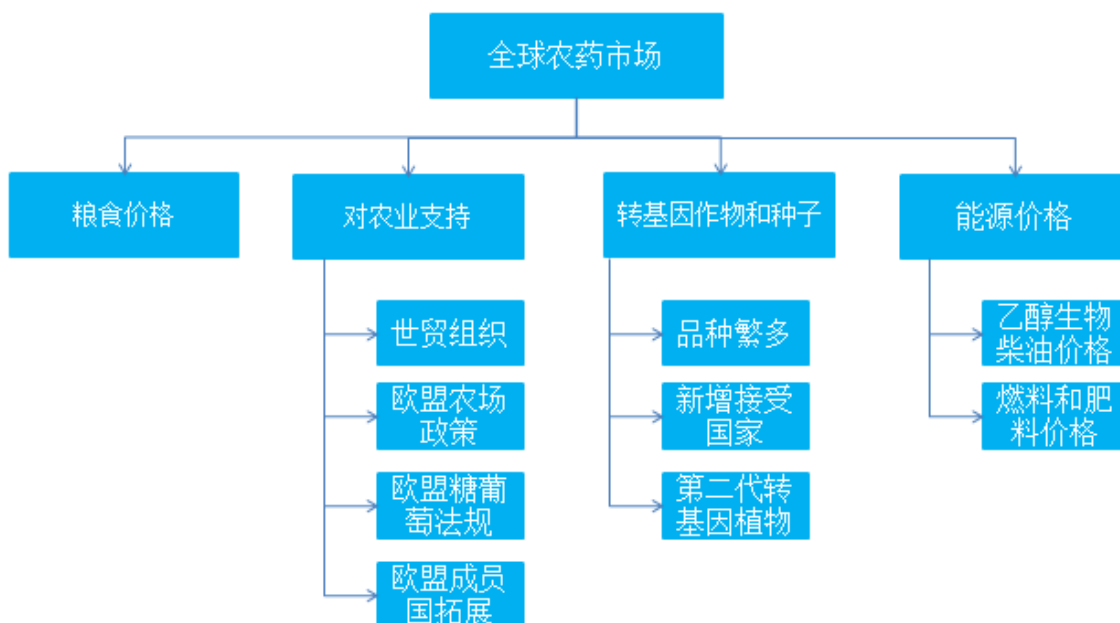 全球农药市场
粮食价格
对农业支持
转基因作物和种子
能源价格
世贸组织
欧盟农场
政策
欧盟糖葡
萄法规
欧盟成员
国拓展
品种繁多
新增接受
国家
第二代转
基因植物
乙醇生物
柴油价格
燃料和肥
料价格